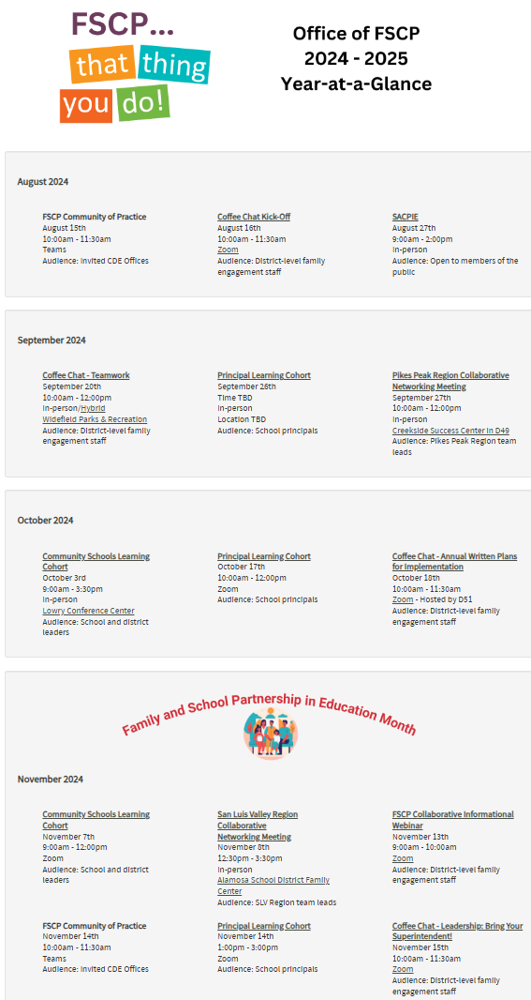 FSCP...
that thing
you do!
Office of FSCP
2024 - 2025
Year-at-a-Glance
August 2024
FSCP Community of Practice
August 15th
10:00am - 11:30am
Teams
Audience: Invited CDE Offices
Coffee Chat Kick-Off
August 16th
10:00am - 11:30am
Zoom
Audience: District-level family
engagement staff
SACPIE
August 27th
9:00am - 2:00pm
In-person
Audience: Open to members of the
public
September 2024
Coffee Chat - Teamwork
September 20th
10:00am - 12:00pm
In-person/Hybrid
Widefield Parks & Recreation
Audience: District-level family
engagement staff
Principal Learning Cohort
September 26th
Time TBD
In-person
Location TBD
Audience: School principals
Pikes Peak Region Collaborative
Networking Meeting
September 27th
10:00am - 12:00pm
In-person
Creekside Success Center in D49
Audience: Pikes Peak Region team
leads
October 2024
Community Schools Learning
Cohort
October 3rd
9:00am - 3:30pm
In-person
Lowry Conference Center
Audience: School and district
leaders
Principal Learning Cohort
October 17th
10:00am - 12:00pm
Zoom
Audience: School principals
Coffee Chat - Annual Written Plans
for Implementation
October 18th
10:00am - 11:30am
Zoom - Hosted by D51
Audience: District-level family
engagement staff
Family and School Partnership in Education Month
November 2024
Community Schools Learning
Cohort
November 7th
9:00am - 12:00pm
Zoom
Audience: School and district
leaders
San Luis Valley Region
Collaborative
Networking Meeting
November 8th
12:30pm - 3:30pm
In-person
Alamosa School District Family
Center
Audience: SLV Region team leads
FSCP Collaborative Informational
Webinar
November 13th
9:00am - 10:00am
Zoom
Audience: District-level family
engagement staff
FSCP Community of Practice
November 14th
10:00am - 11:30am
Teams
Audience: Invited CDE Offices
Principal Learning Cohort
November 14th
1:00pm - 3:00pm
Zoom
Audience: School principals
Coffee Chat - Leadership: Bring Your
Superintendent!
November 15th
10:00am - 11:30am
Zoom
Audience: District-level family
engagement staff